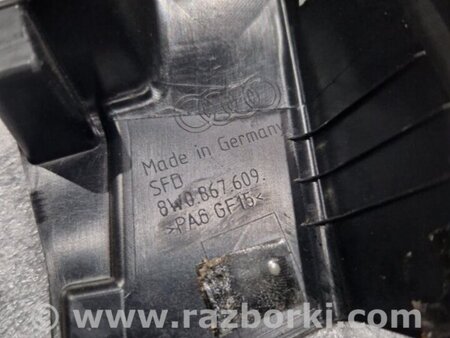 Made in Germany
SFD
8W0.867.609.
>PA6 GF15<
www.razborki.com